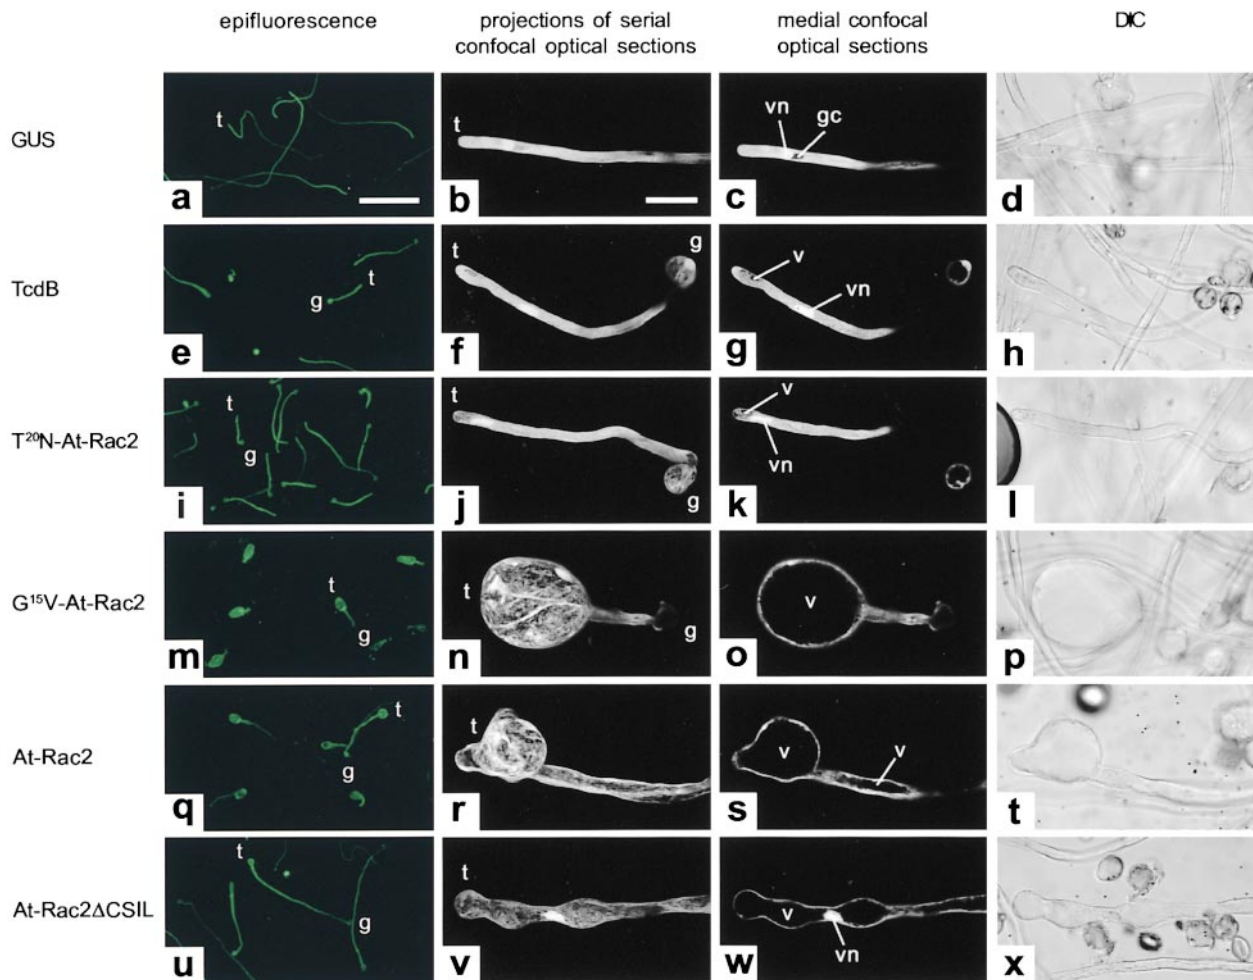 epifluorescence
projections of serial
confocal optical sections
medial confocal
optical sections
DIC
GUS
t
a
t
b
vn
gc
c
d
TcdB
t
g
e
t
g
f
v
vn
g
h
T²⁰N-At-Rac2
t
g
i
t
g
j
v
vn
k
l
G¹⁵V-At-Rac2
t
g
m
t
g
n
v
o
p
At-Rac2
t
g
q
t
r
v
v
s
t
At-Rac2ΔCSIL
t
g
u
t
v
v
vn
w
x